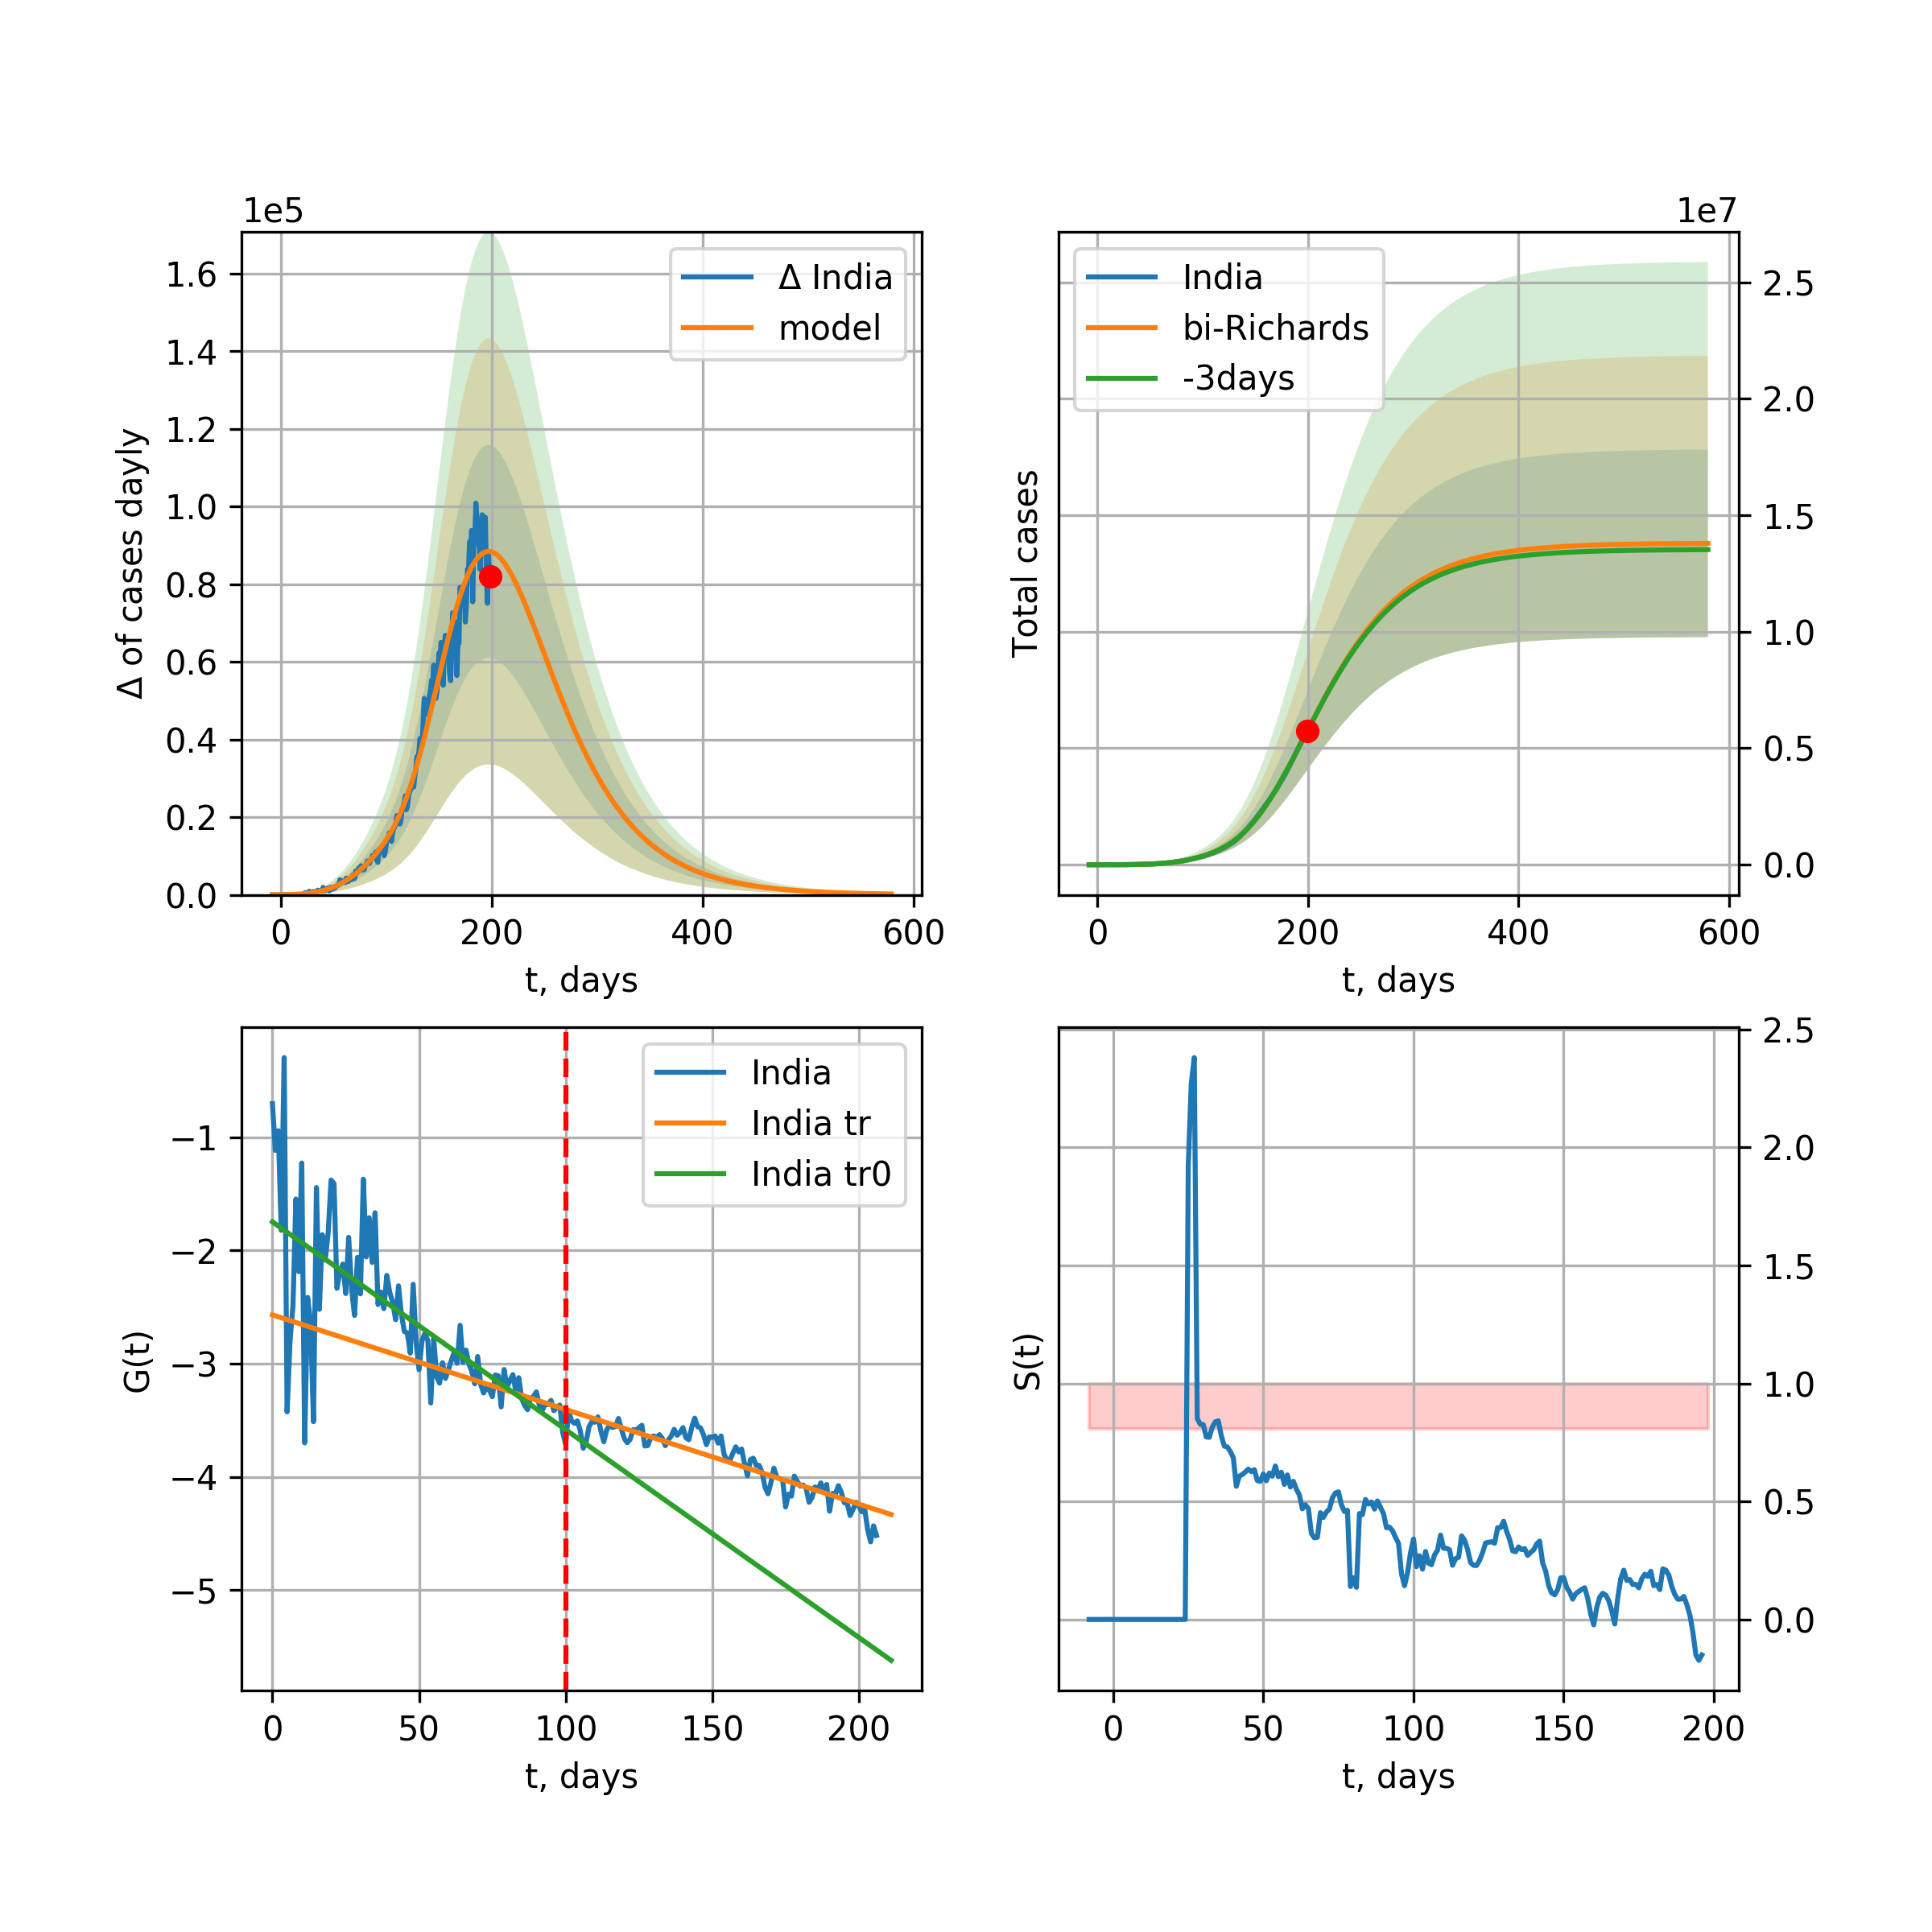 1e5
1.6
1.4
1.2
1.0
0.8
0.6
0.4
0.2
0.0
Δ of cases dayly
Δ India
model
0 200 400 600
t, days
1e7
India
bi-Richards
-3days
2.5
2.0
1.5
1.0
0.5
0.0
Total cases
0 200 400 600
t, days
−1
−2
−3
−4
−5
G(t)
India
India tr
India tr0
0 50 100 150 200
t, days
2.5
2.0
1.5
1.0
0.5
0.0
S(t)
0 50 100 150 200
t, days